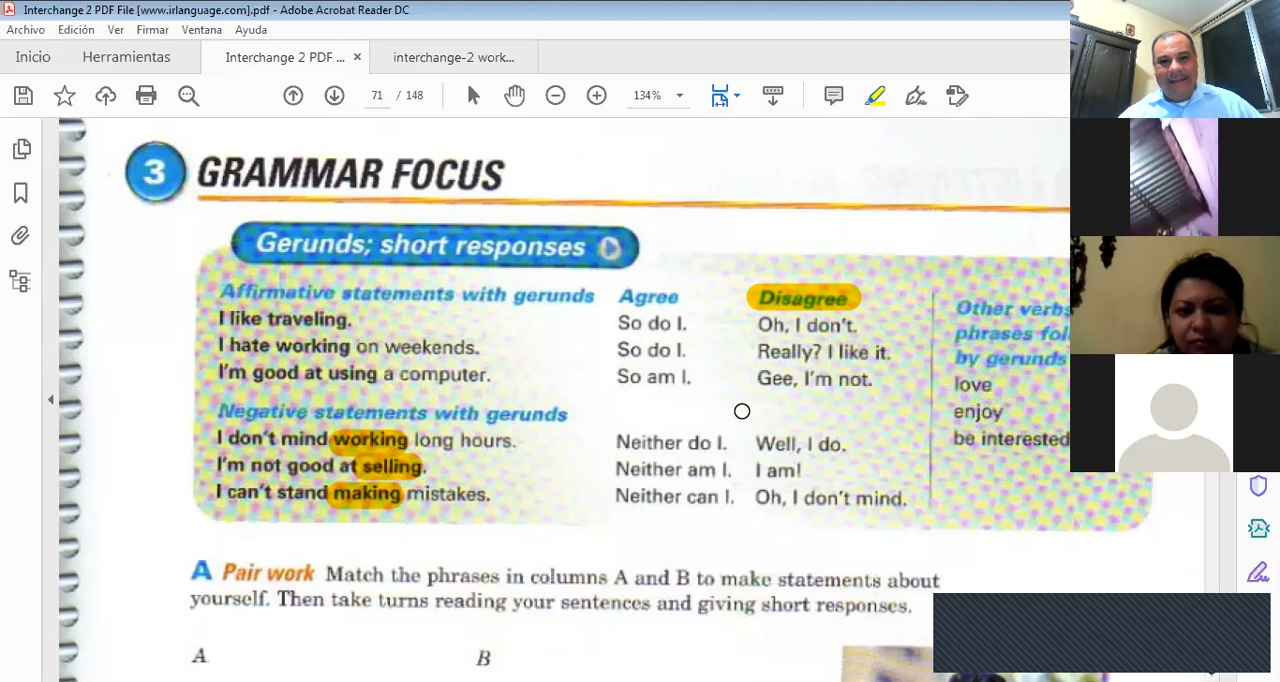 Interchange 2 PDF File [www.irlanguage.com].pdf - Adobe Acrobat Reader DC
Archivo Edición Ver Firmar Ventana Ayuda
Inicio Herramientas Interchange 2 PDF ... × interchange-2 work...
71 / 148 134%
3 GRAMMAR FOCUS
Gerunds; short responses
Affirmative statements with gerunds Agree Disagree
I like traveling. So do I. Oh, I don't.
I hate working on weekends. So do I. Really? I like it.
I'm good at using a computer. So am I. Gee, I'm not.
Negative statements with gerunds
I don't mind working long hours. Neither do I. Well, I do.
I'm not good at selling. Neither am I. I am!
I can't stand making mistakes. Neither can I. Oh, I don't mind.
Other verbs
phrases fol
by gerunds
love
enjoy
be interested
A Pair work Match the phrases in columns A and B to make statements about
yourself. Then take turns reading your sentences and giving short responses.
A B